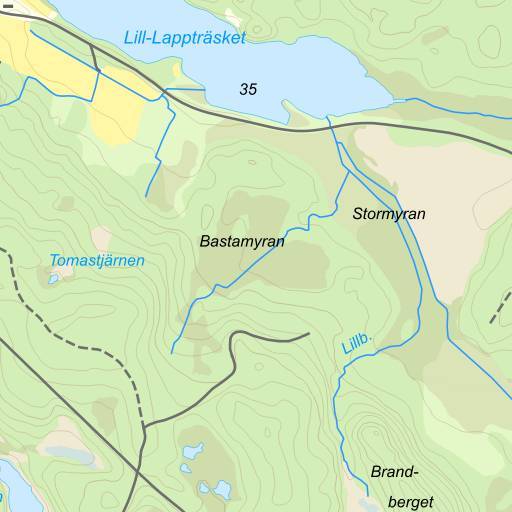 Lill-Lappträsket
35
Stormyran
Bastamyran
Tomastjärnen
Lillb.
Brand-
berget